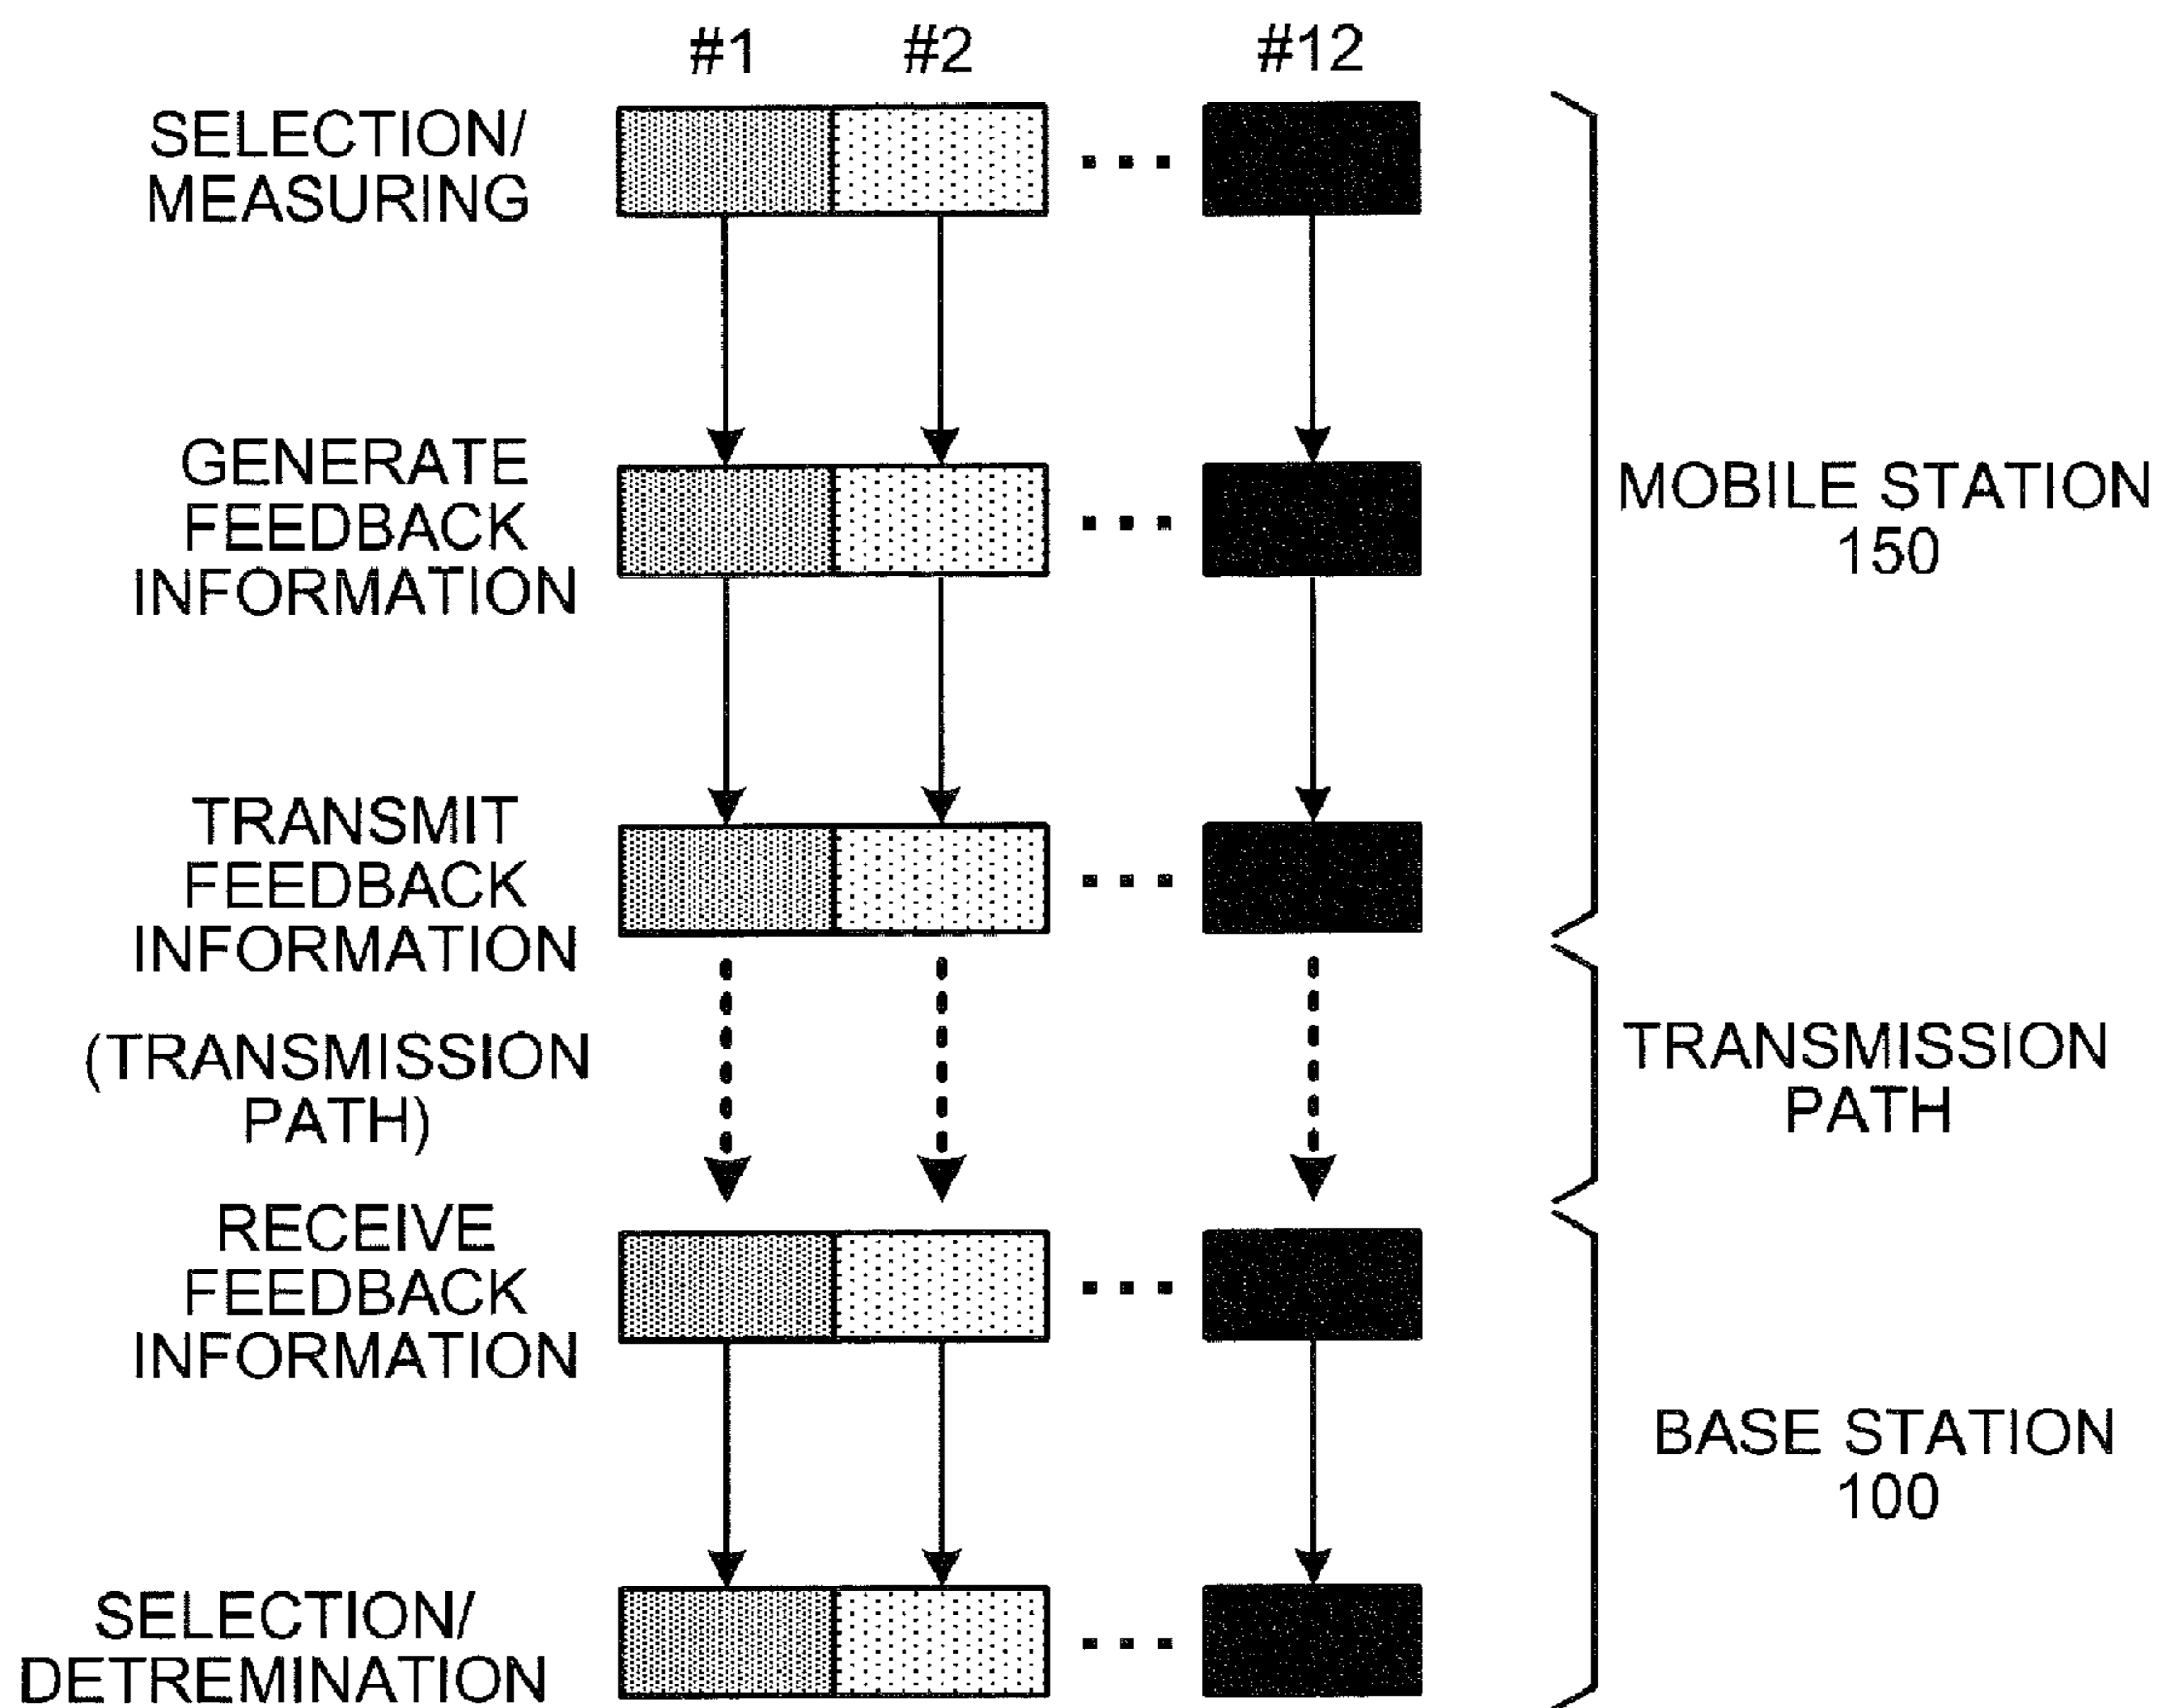 #1 #2 #12
SELECTION/
MEASURING
GENERATE
FEEDBACK
INFORMATION
MOBILE STATION
150
TRANSMIT
FEEDBACK
INFORMATION
(TRANSMISSION
PATH)
TRANSMISSION
PATH
RECEIVE
FEEDBACK
INFORMATION
BASE STATION
100
SELECTION/
DETREMINATION